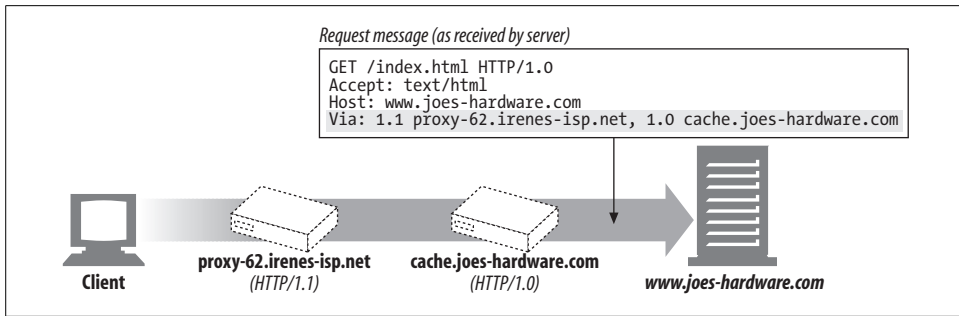 Request message (as received by server)
GET /index.html HTTP/1.0
Accept: text/html
Host: www.joes-hardware.com
Via: 1.1 proxy-62.irenes-isp.net, 1.0 cache.joes-hardware.com
Client
proxy-62.irenes-isp.net
(HTTP/1.1)
cache.joes-hardware.com
(HTTP/1.0)
www.joes-hardware.com